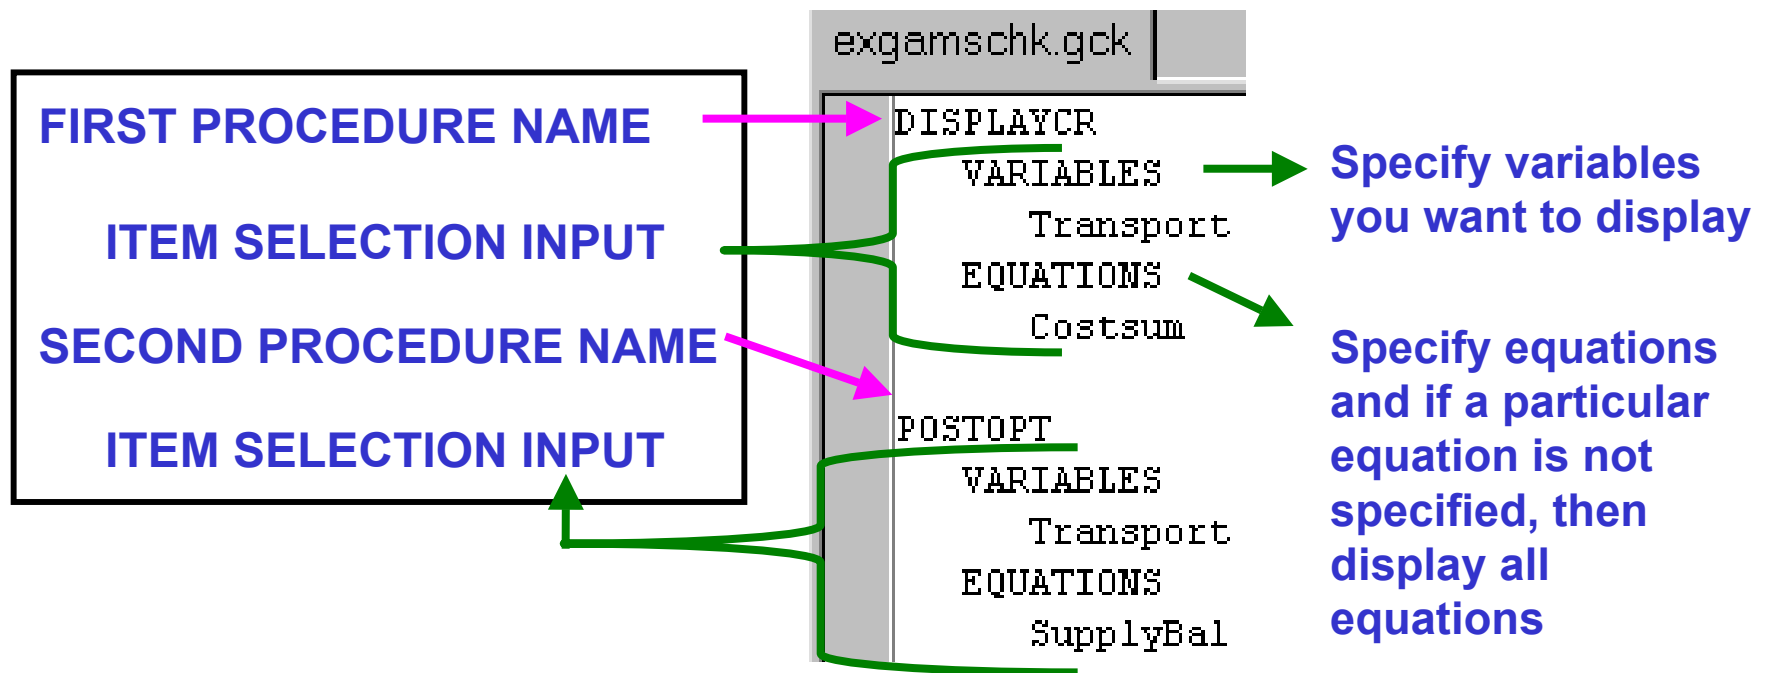 exgamschk.gck
FIRST PROCEDURE NAME
ITEM SELECTION INPUT
SECOND PROCEDURE NAME
ITEM SELECTION INPUT
DISPLAYCR
VARIABLES
Transport
EQUATIONS
Costsum
POSTOPT
VARIABLES
Transport
EQUATIONS
SupplyBal
Specify variables
you want to display
Specify equations
and if a particular
equation is not
specified, then
display all
equations